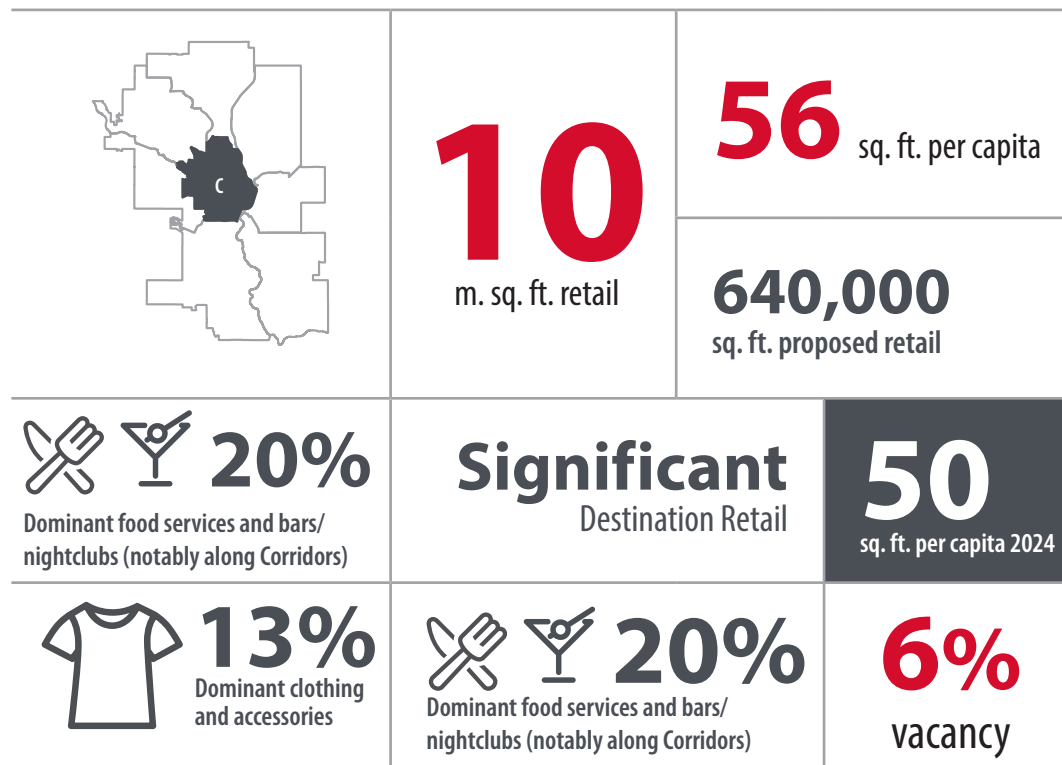 C
10
m. sq. ft. retail
56 sq. ft. per capita
640,000
sq. ft. proposed retail
20%
Dominant food services and bars/
nightclubs (notably along Corridors)
Significant
Destination Retail
50
sq. ft. per capita 2024
13%
Dominant clothing
and accessories
20%
Dominant food services and bars/
nightclubs (notably along Corridors)
6%
vacancy